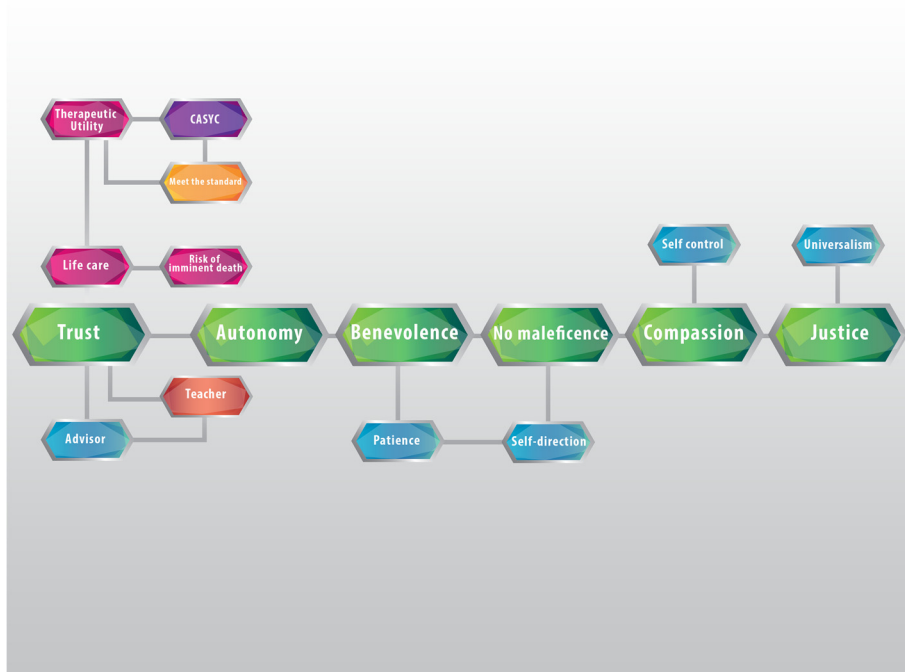 Therapeutic
Utility
CASYC
Meet the standard
Life care
Risk of
imminent death
Self control
Universalism
Trust
Autonomy
Benevolence
No maleficence
Compassion
Justice
Teacher
Advisor
Patience
Self-direction